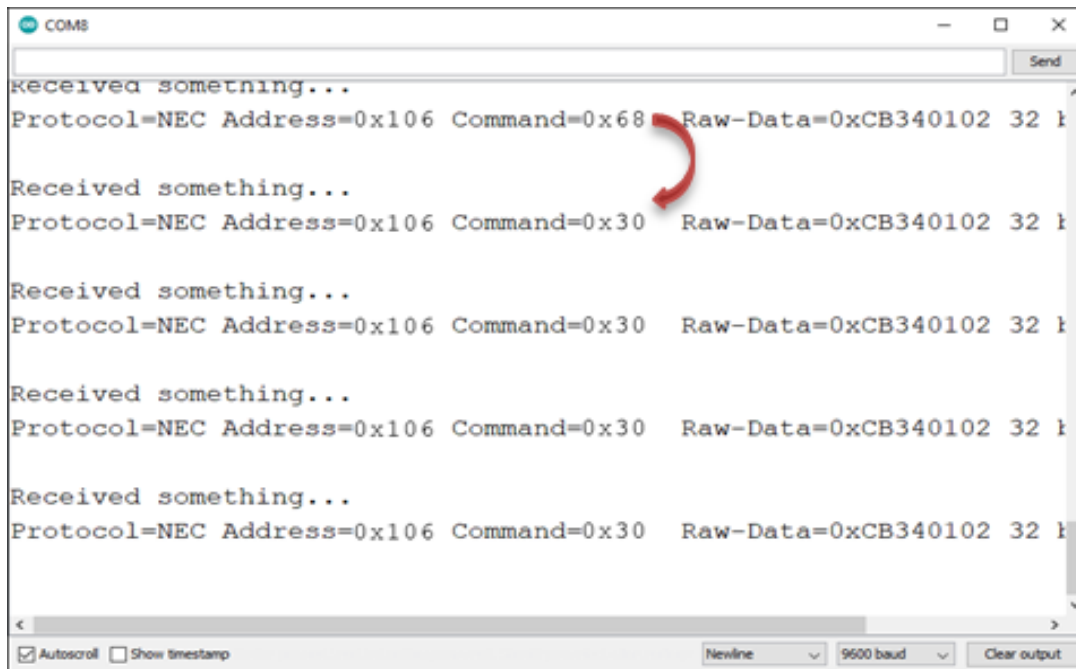 COM8
Send
Received something...
Protocol=NEC Address=0x106 Command=0x68 Raw-Data=0xCB340102 32
Received something...
Protocol=NEC Address=0x106 Command=0x30 Raw-Data=0xCB340102 32
Received something...
Protocol=NEC Address=0x106 Command=0x30 Raw-Data=0xCB340102 32
Received something...
Protocol=NEC Address=0x106 Command=0x30 Raw-Data=0xCB340102 32
Received something...
Protocol=NEC Address=0x106 Command=0x30 Raw-Data=0xCB340102 32
Autoscroll Show timestamp Newline 9600 baud Clear output